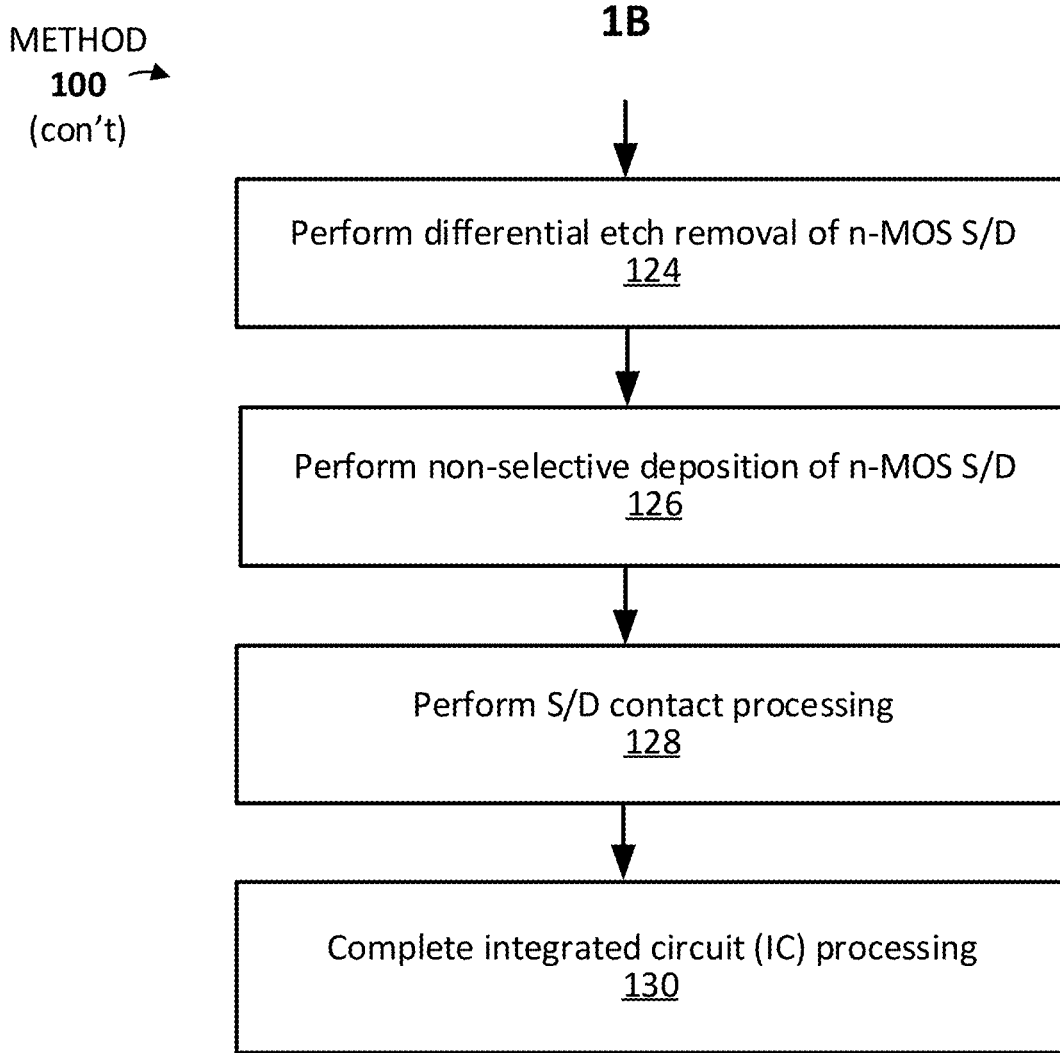 METHOD
100
(con't)
1B
Perform differential etch removal of n-MOS S/D
124
Perform non-selective deposition of n-MOS S/D
126
Perform S/D contact processing
128
Complete integrated circuit (IC) processing
130